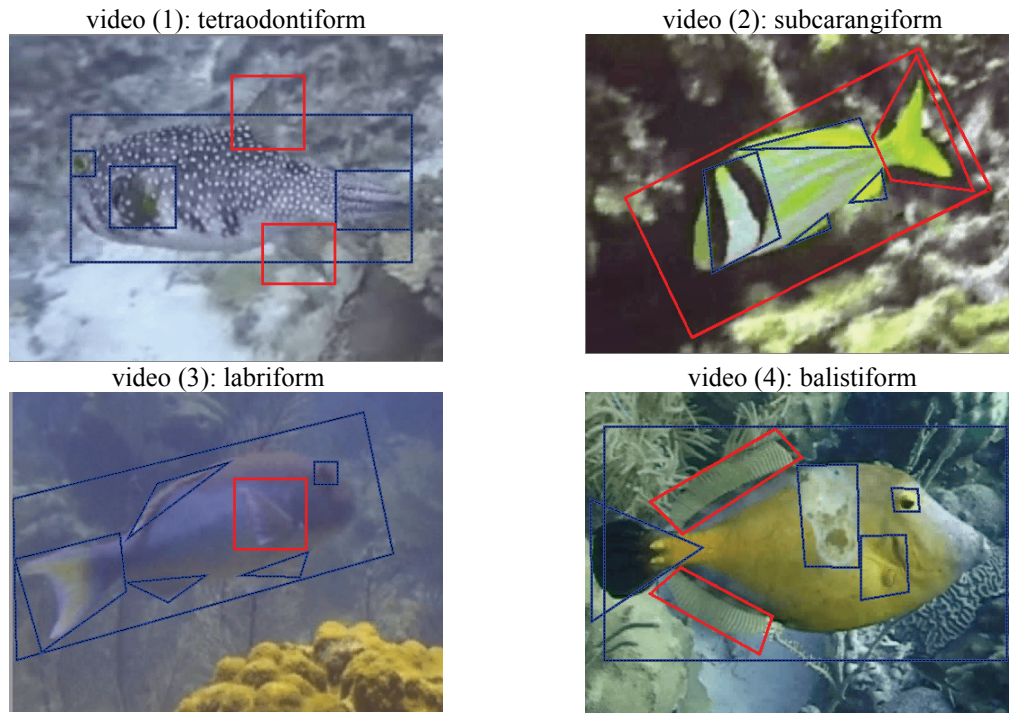 video (1): tetraodontiform
video (2): subcarangiform
video (3): labriform
video (4): balistiform